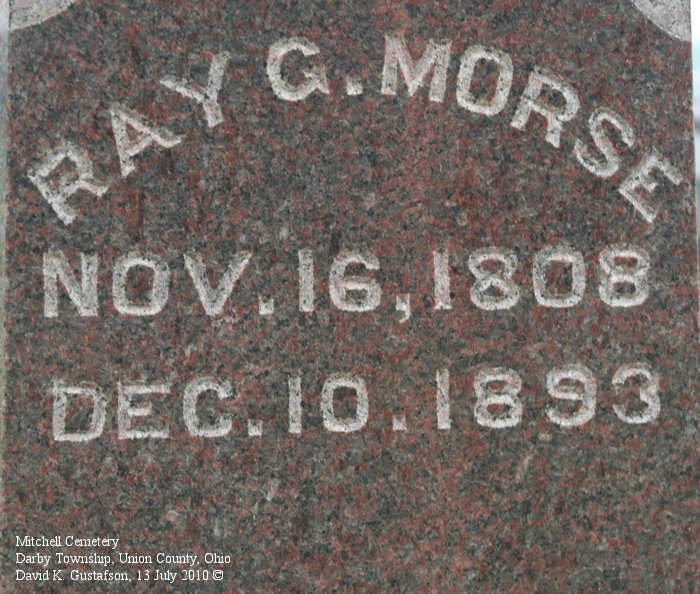 RAY G. MORSE
NOV. 16, 1808
DEC. 10. 1893
Mitchell Cemetery
Darby Township, Union County, Ohio
David K. Gustafson, 13 July 2010 ©